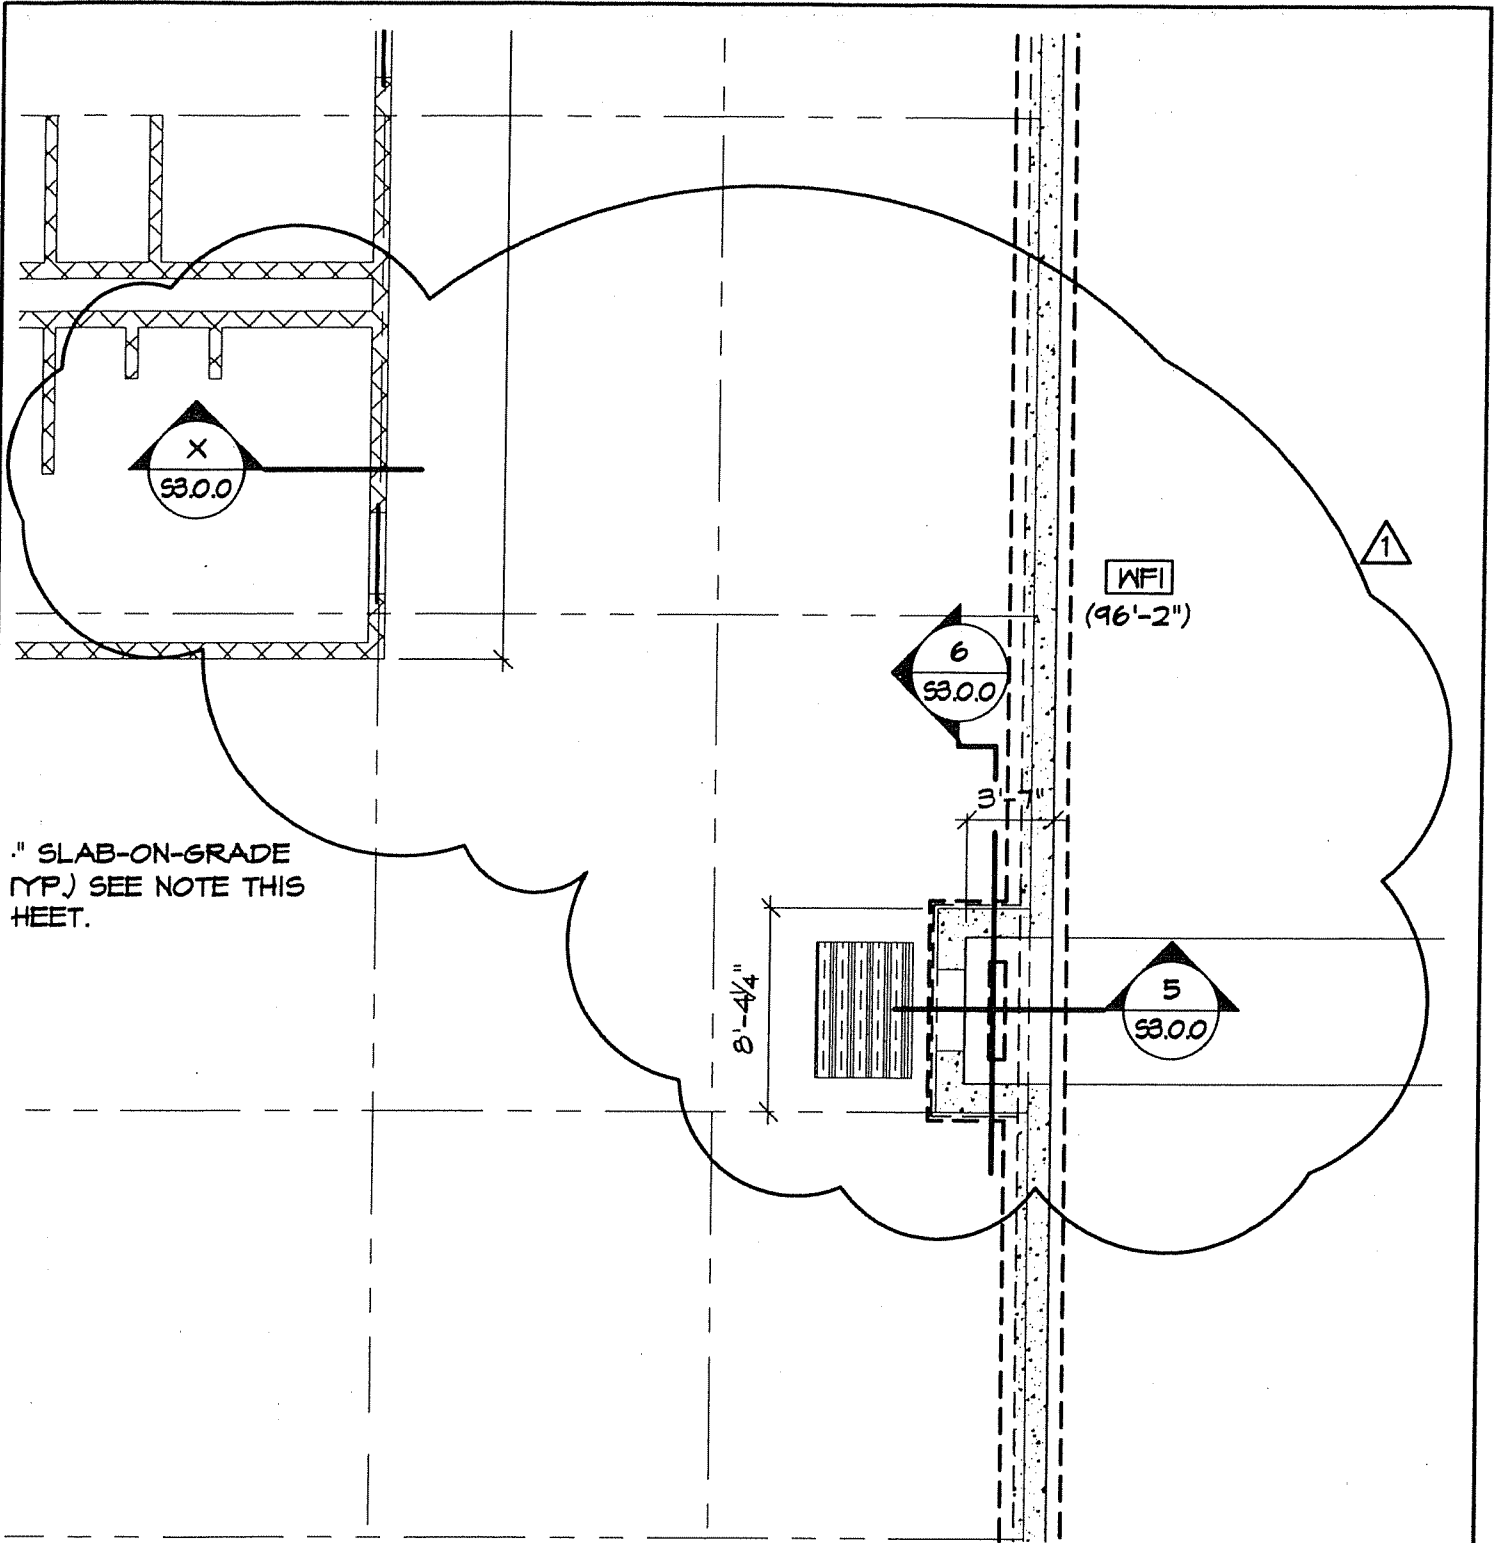 X
S3.0.0
1
WF1
(96'-2")
6
S3.0.0
3'-7"
." SLAB-ON-GRADE
TYP.) SEE NOTE THIS
HEET.
8'-4¼"
5
S3.0.0